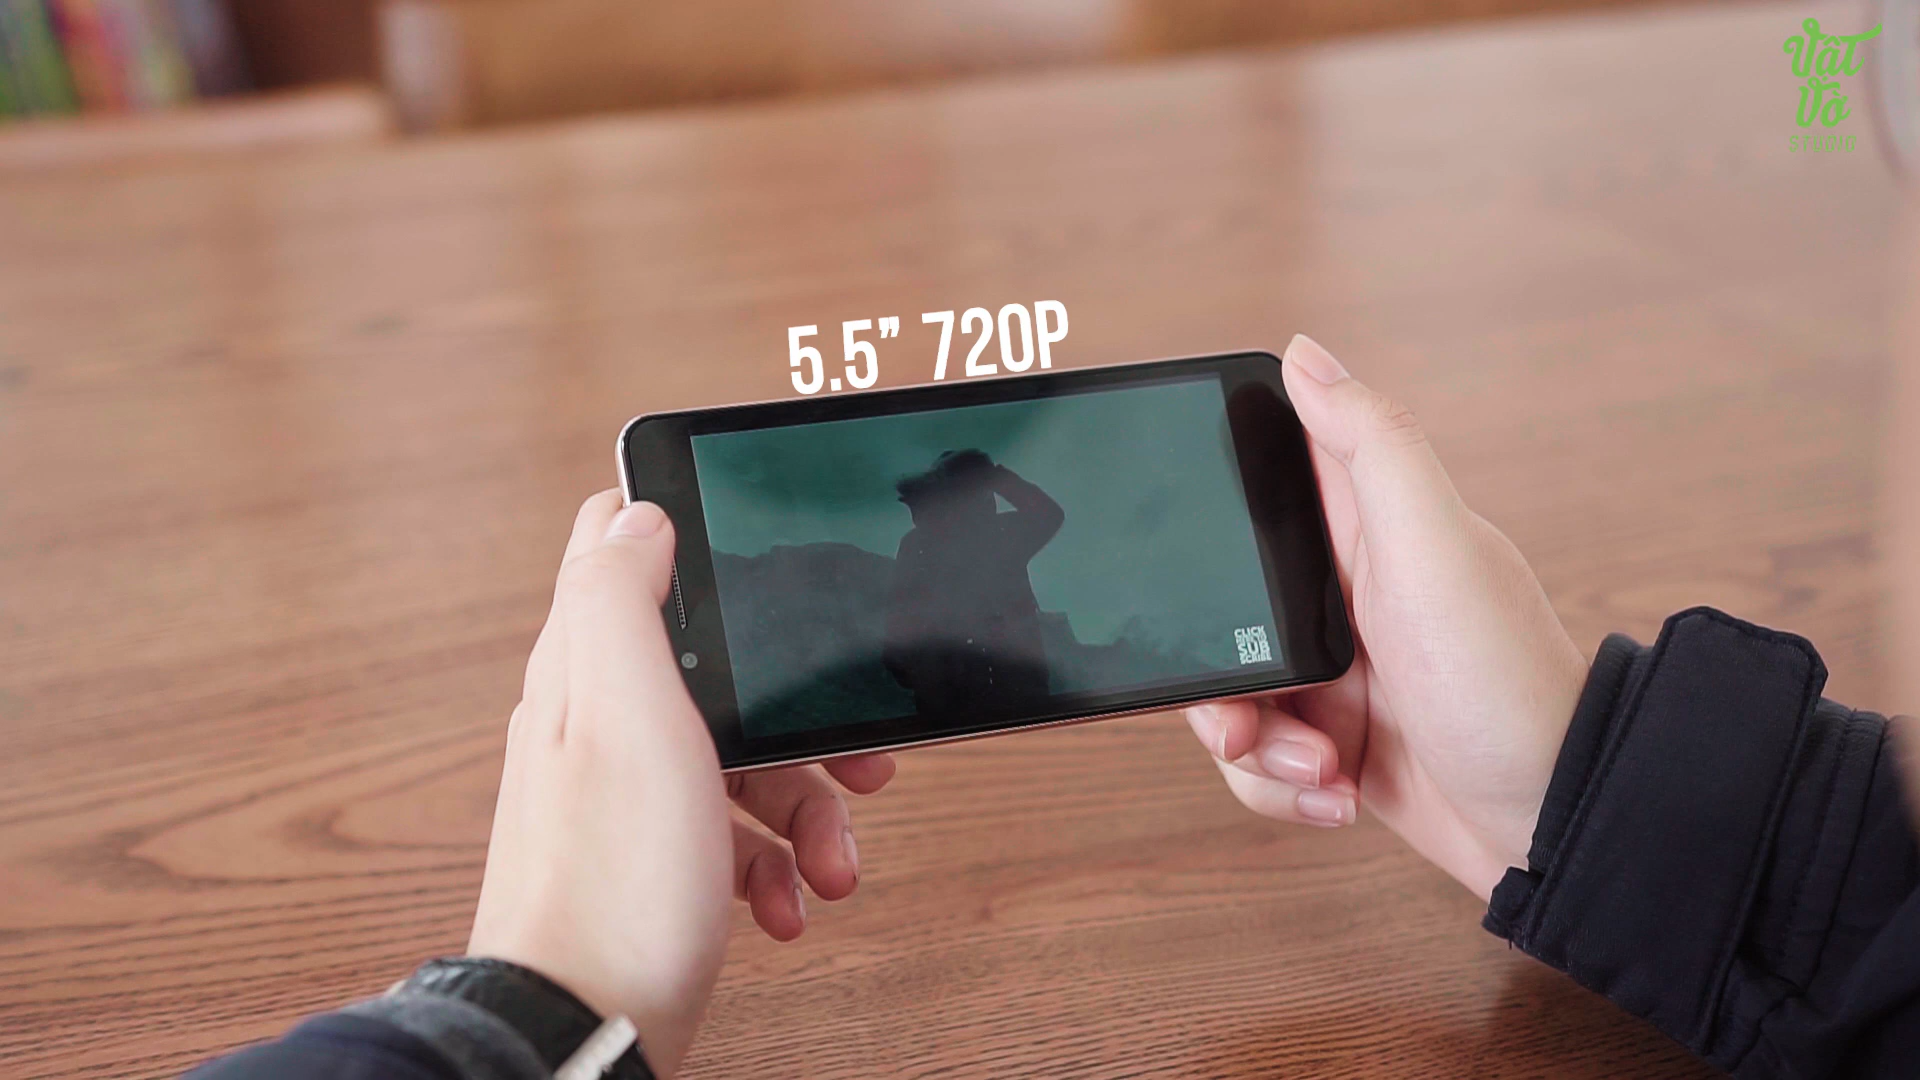 5.5” 720P
Vật
Vờ
STUDIO
CLICK
SUB
SCRIBE